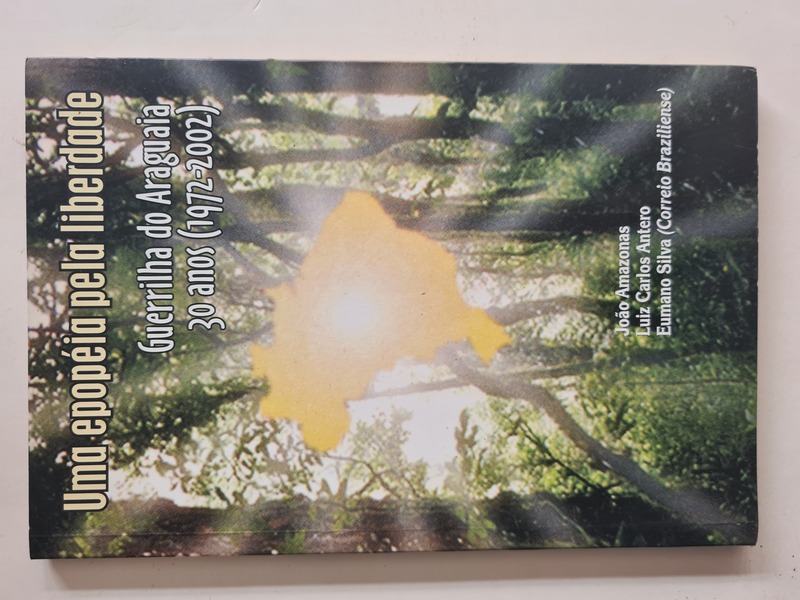 Uma epopéia pela liberdade
Guerrilha do Araguaia
30 anos (1972-2002)
João Amazonas
Luiz Carlos Antero
Eumano Silva (Correio Braziliense)